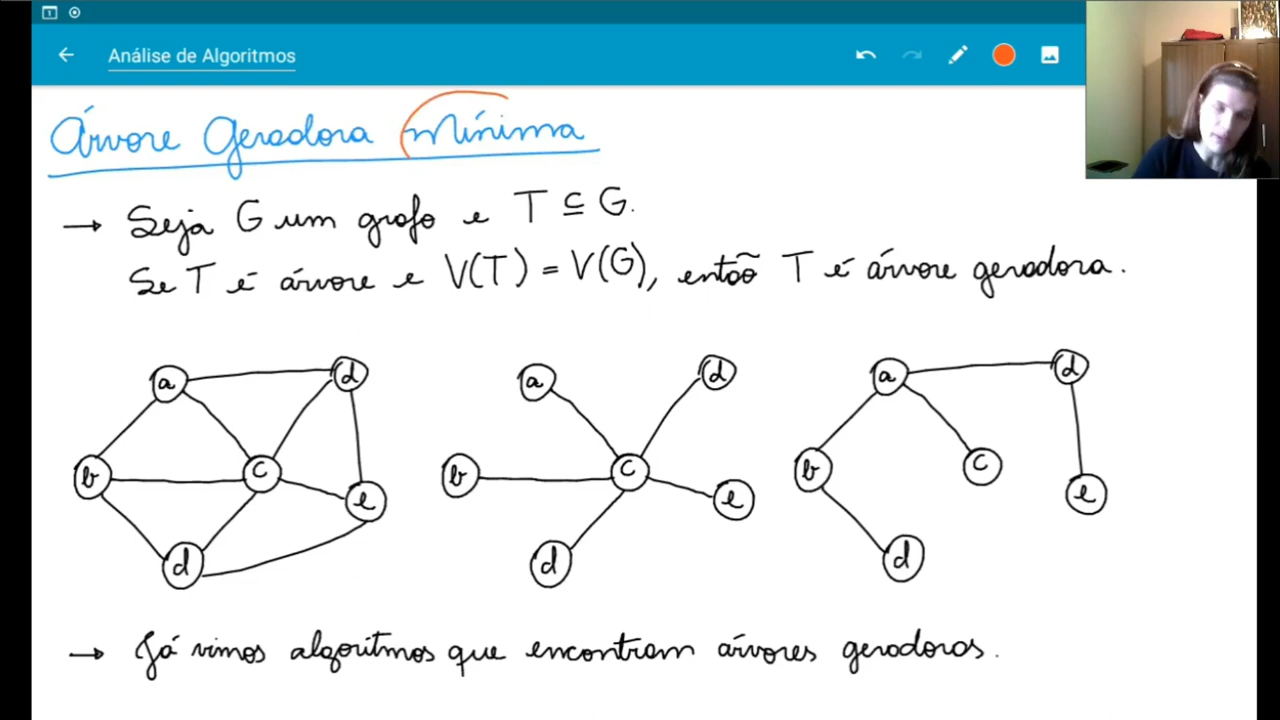 1
Análise de Algoritmos
Árvore Geradora Mínima
→ Seja G um grafo e T ⊆ G.
Se T é árvore e V(T) = V(G), então T é árvore geradora.
a d a d a d
b c e b c e b c e
d d d
→ Já vimos algoritmos que encontram árvores geradoras.